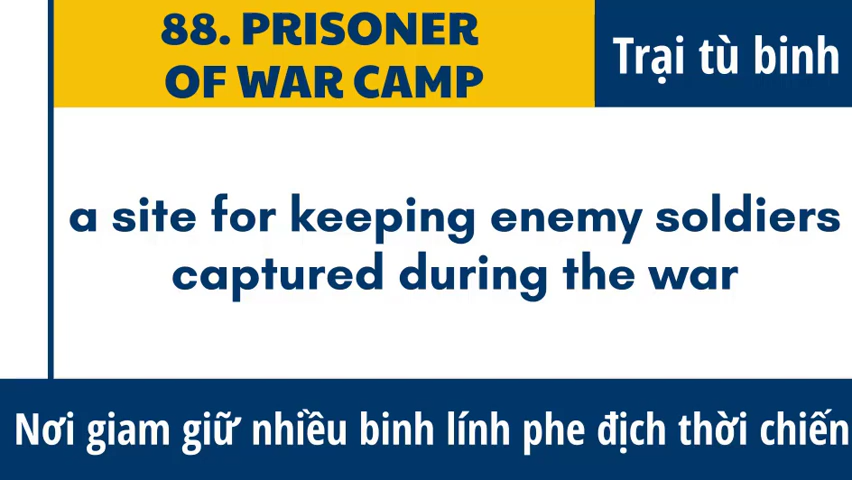 88. PRISONER
OF WAR CAMP
Trại tù binh
a site for keeping enemy soldiers
captured during the war
Nơi giam giữ nhiều binh lính phe địch thời chiến